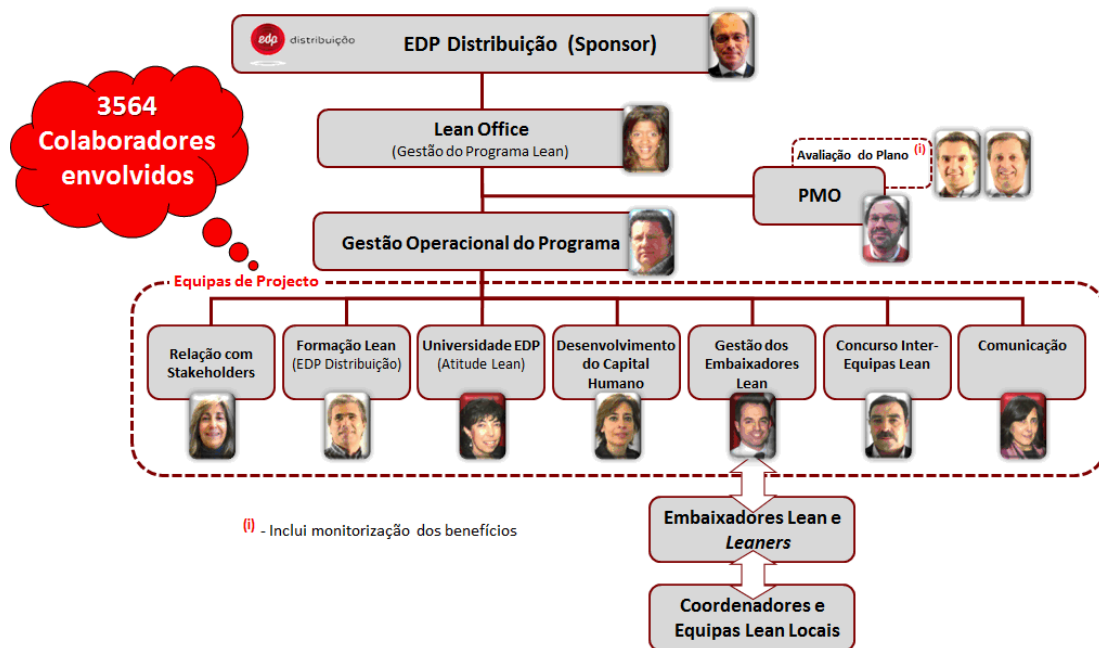 edp distribuição
EDP Distribuição (Sponsor)
3564
Colaboradores
envolvidos
Lean Office
(Gestão do Programa Lean)
Avaliação do Plano (i)
PMO
Gestão Operacional do Programa
Equipas de Projecto
Relação com
Stakeholders
Formação Lean
(EDP Distribuição)
Universidade EDP
(Atitude Lean)
Desenvolvimento
do Capital
Humano
Gestão dos
Embaixadores
Lean
Concurso Inter-
Equipas Lean
Comunicação
(i) - Inclui monitorização dos benefícios
Embaixadores Lean e
Leaners
Coordenadores e
Equipas Lean Locais